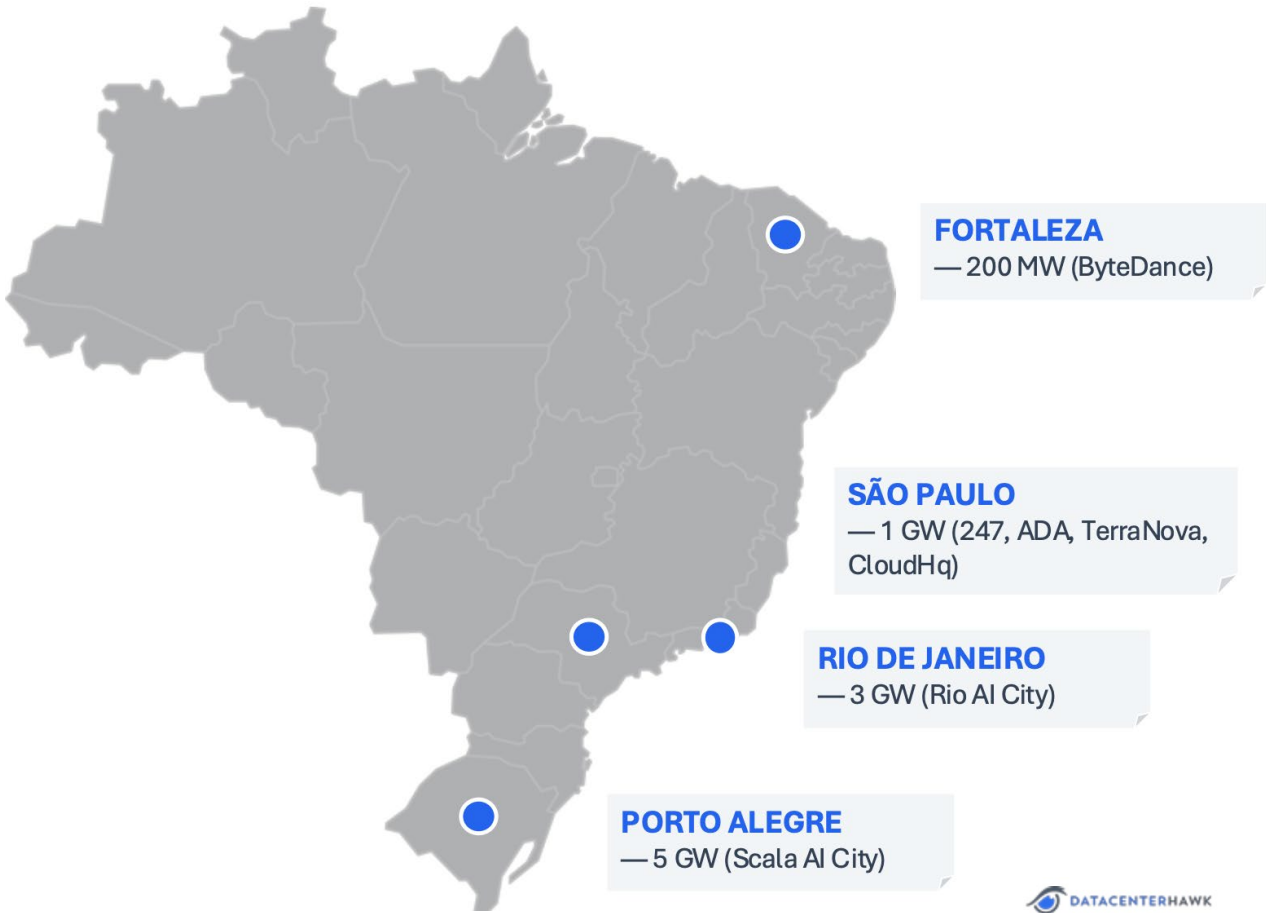 FORTALEZA
— 200 MW (ByteDance)
SÃO PAULO
— 1 GW (247, ADA, TerraNova,
CloudHq)
RIO DE JANEIRO
— 3 GW (Rio AI City)
PORTO ALEGRE
— 5 GW (Scala AI City)
DATACENTERHAWK